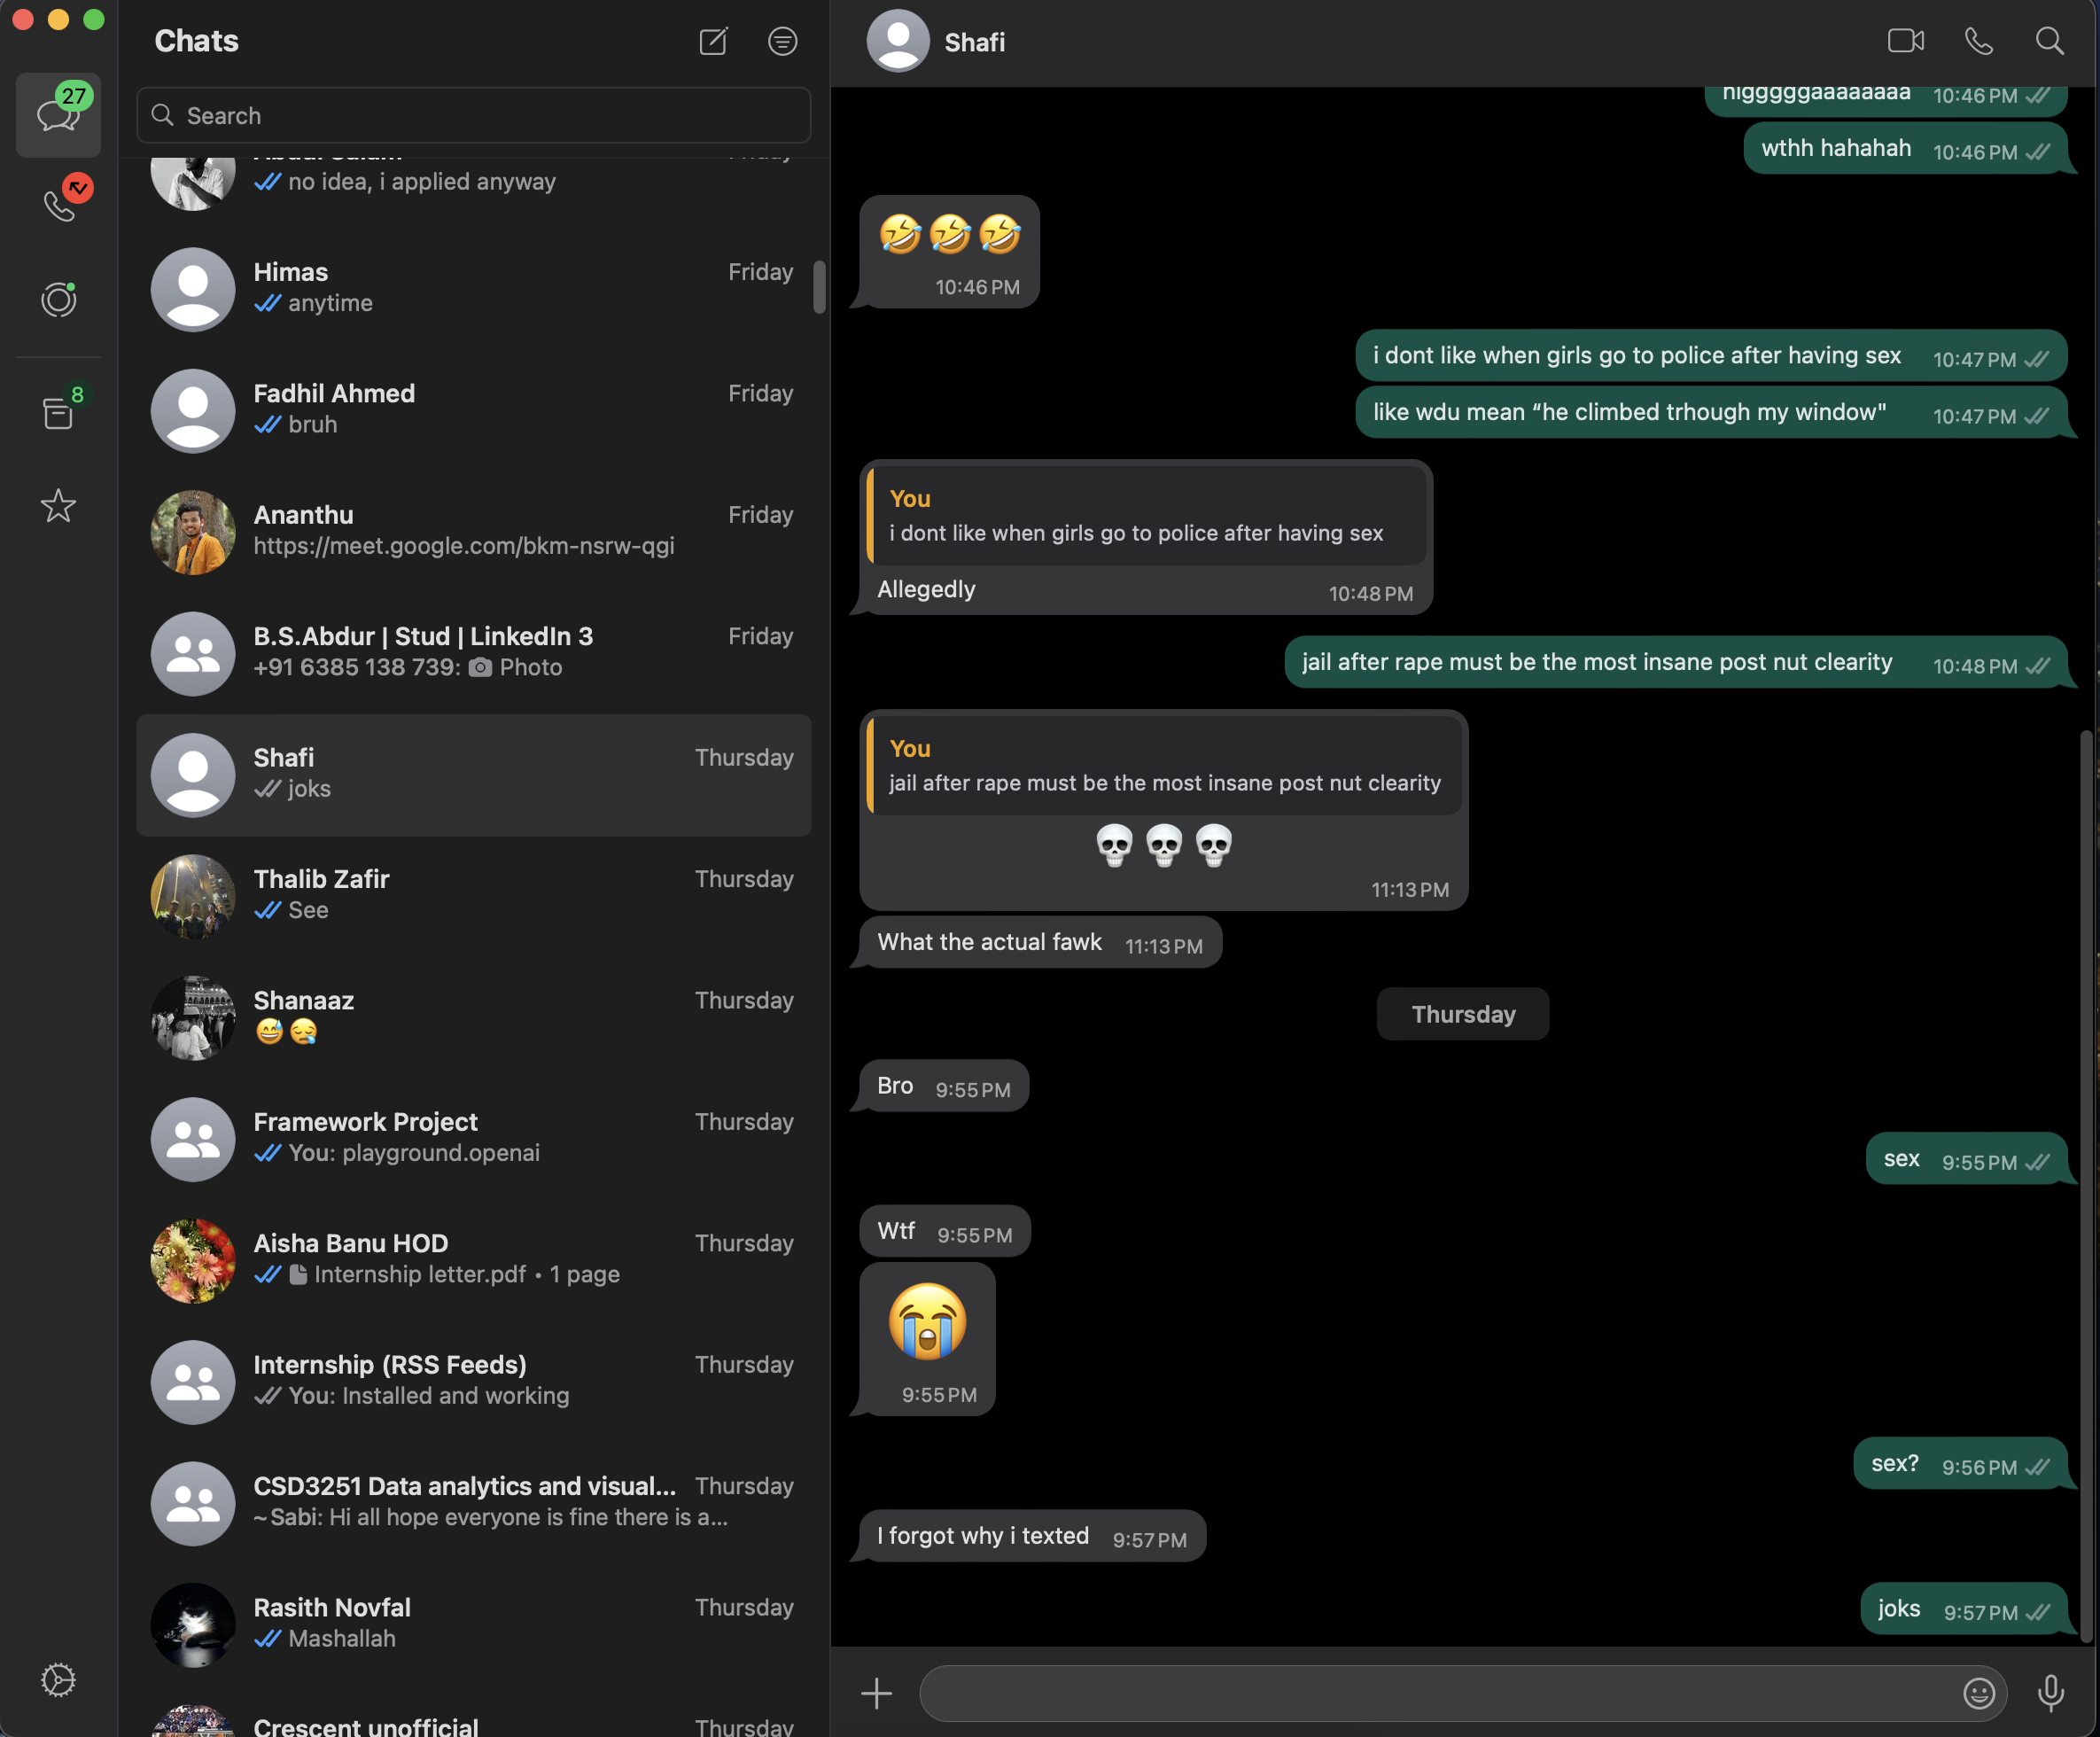 Chats
Shafi
27
Search
no idea, i applied anyway
Himas
Friday
anytime
Fadhil Ahmed
Friday
bruh
8
Ananthu
Friday
https://meet.google.com/bkm-nsrw-qgi
B.S.Abdur | Stud | LinkedIn 3
Friday
+91 6385 138 739: Photo
Shafi
Thursday
joks
Thalib Zafir
Thursday
See
Shanaaz
Thursday
Framework Project
Thursday
You: playground.openai
Aisha Banu HOD
Thursday
Internship letter.pdf • 1 page
Internship (RSS Feeds)
Thursday
You: Installed and working
CSD3251 Data analytics and visual...
Thursday
~Sabi: Hi all hope everyone is fine there is a...
Rasith Novfal
Thursday
Mashallah
Crescent unofficial
Thursday
10:46 PM
wthh hahahah
10:46 PM
10:46 PM
i dont like when girls go to police after having sex
10:47 PM
like wdu mean “he climbed trhough my window"
10:47 PM
You
i dont like when girls go to police after having sex
Allegedly
10:48 PM
jail after rape must be the most insane post nut clearity
10:48 PM
You
jail after rape must be the most insane post nut clearity
11:13 PM
What the actual fawk
11:13 PM
Thursday
Bro
9:55 PM
sex
9:55 PM
Wtf
9:55 PM
9:55 PM
sex?
9:56 PM
I forgot why i texted
9:57 PM
joks
9:57 PM